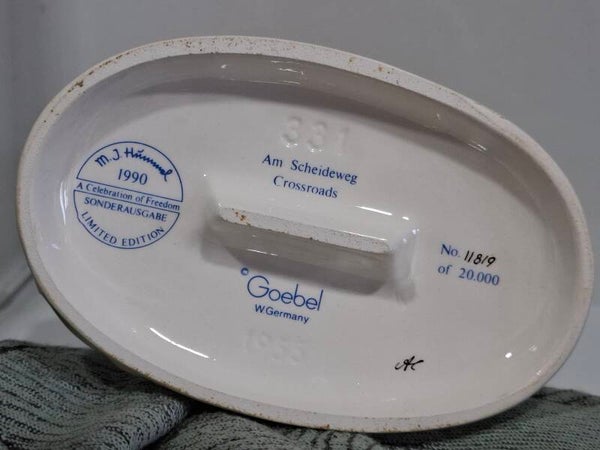 331
M. J. Hümmel
1990
A Celebration of Freedom
SONDERAUSGABE
LIMITED EDITION
Am Scheideweg
Crossroads
No. 11819
of 20.000
© Goebel
W.Germany
1955
AC